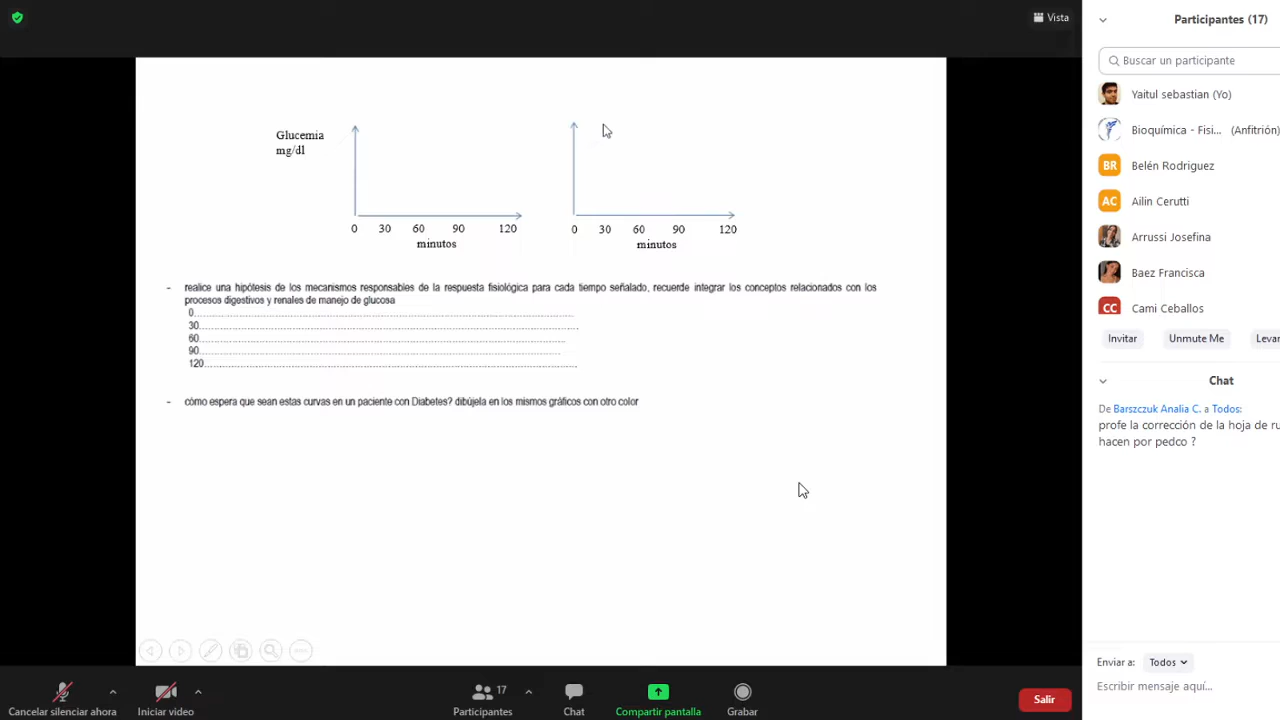 Vista
Participantes (17)
Buscar un participante
Yaitul sebastian (Yo)
Bioquímica - Fisi... (Anfitrión)
BR Belén Rodriguez
AC Ailin Cerutti
Arrussi Josefina
Baez Francisca
CC Cami Ceballos
Invitar Unmute Me Levan
Chat
De Barszczuk Analia C. a Todos:
profe la corrección de la hoja de ru
hacen por pedco ?
Enviar a: Todos
Escribir mensaje aquí...
Glucemia
mg/dl
0 30 60 90 120
minutos
0 30 60 90 120
minutos
- realice una hipótesis de los mecanismos responsables de la respuesta fisiológica para cada tiempo señalado, recuerde integrar los conceptos relacionados con los
procesos digestivos y renales de manejo de glucosa
0
30
60
90
120
- cómo espera que sean estas curvas en un paciente con Diabetes? dibújela en los mismos gráficos con otro color
Cancelar silenciar ahora Iniciar video Participantes 17 Chat Compartir pantalla Grabar Salir